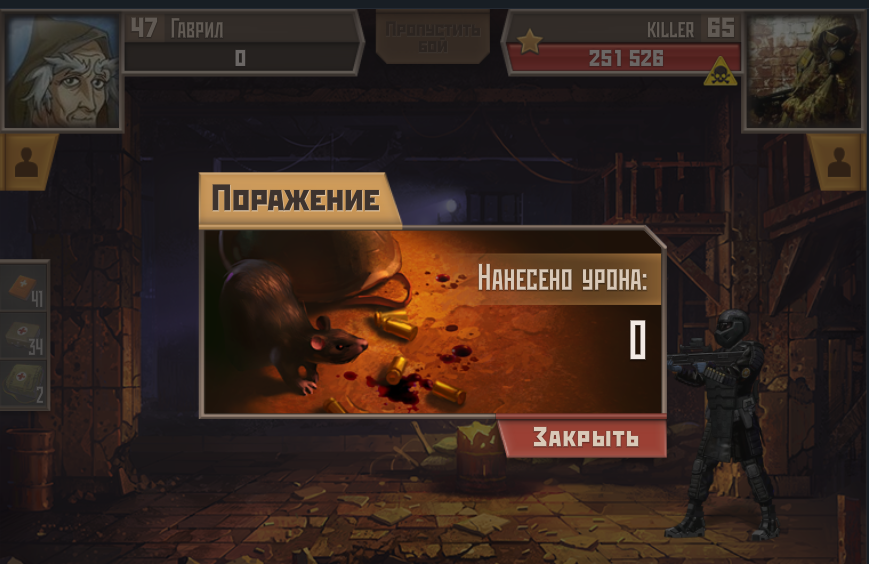 47 Гаврил
0
Пропустить
бой
killer 65
251 526
Поражение
Нанесено урона:
0
41
34
2
Закрыть